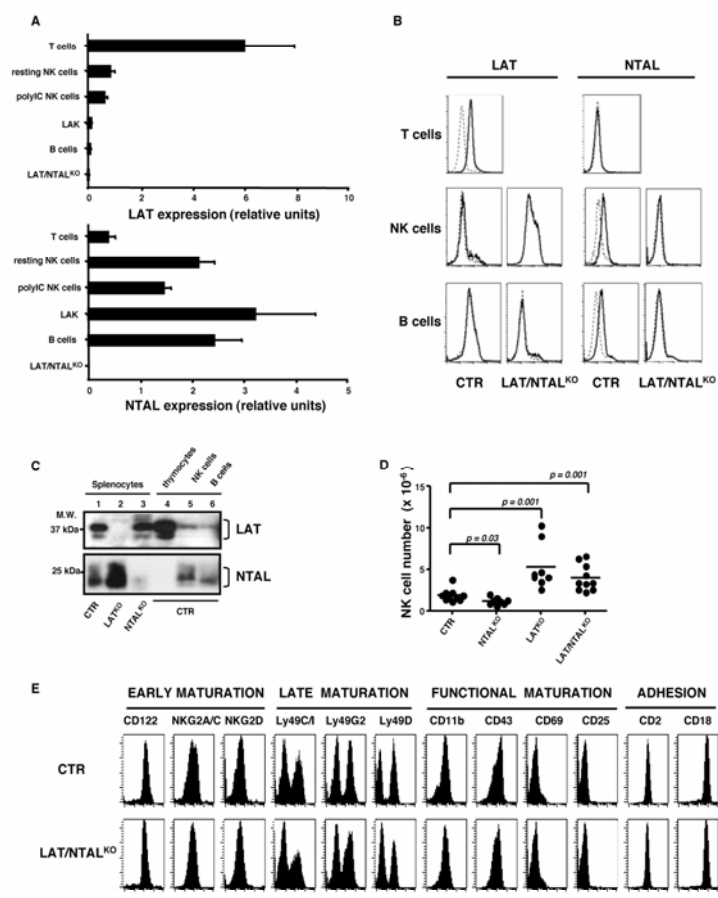 A
T cells
resting NK cells
polyIC NK cells
LAK
B cells
LAT/NTALKO
0 2 4 6 8 10
LAT expression (relative units)
T cells
resting NK cells
polyIC NK cells
LAK
B cells
LAT/NTALKO
0 1 2 3 4 5
NTAL expression (relative units)
B
LAT NTAL
T cells
NK cells
B cells
CTR LAT/NTALKO CTR LAT/NTALKO
C
Splenocytes thymocytes NK cells B cells
1 2 3 4 5 6
M.W.
37 kDa LAT
25 kDa NTAL
CTR LATKO NTALKO CTR
D
NK cell number (x 10-6)
15
10
5
0
p = 0.001
p = 0.001
p = 0.03
CTR NTALKO LATKO LAT/NTALKO
E
EARLY MATURATION LATE MATURATION FUNCTIONAL MATURATION ADHESION
CD122 NKG2A/C NKG2D Ly49C/I Ly49G2 Ly49D CD11b CD43 CD69 CD25 CD2 CD18
CTR
LAT/NTALKO